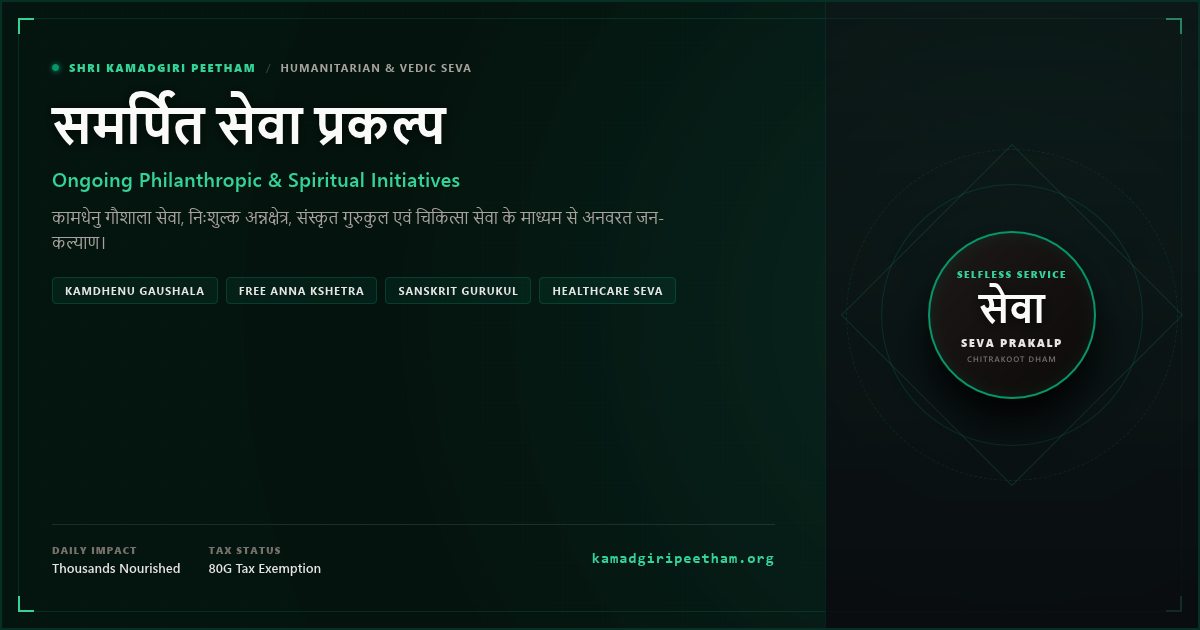 SHRI KAMADGIRI PEETHAM / HUMANITARIAN & VEDIC SEVA
समर्पित सेवा प्रकल्प
Ongoing Philanthropic & Spiritual Initiatives
कामधेनु गौशाला सेवा, निःशुल्क अन्नक्षेत्र, संस्कृत गुरुकुल एवं चिकित्सा सेवा के माध्यम से अनवरत जन-
कल्याण।
KAMDHENU GAUSHALA
FREE ANNA KSHETRA
SANSKRIT GURUKUL
HEALTHCARE SEVA
SELFLESS SERVICE
सेवा
SEVA PRAKALP
CHITRAKOOT DHAM
DAILY IMPACT
Thousands Nourished
TAX STATUS
80G Tax Exemption
kamadgiripeetham.org